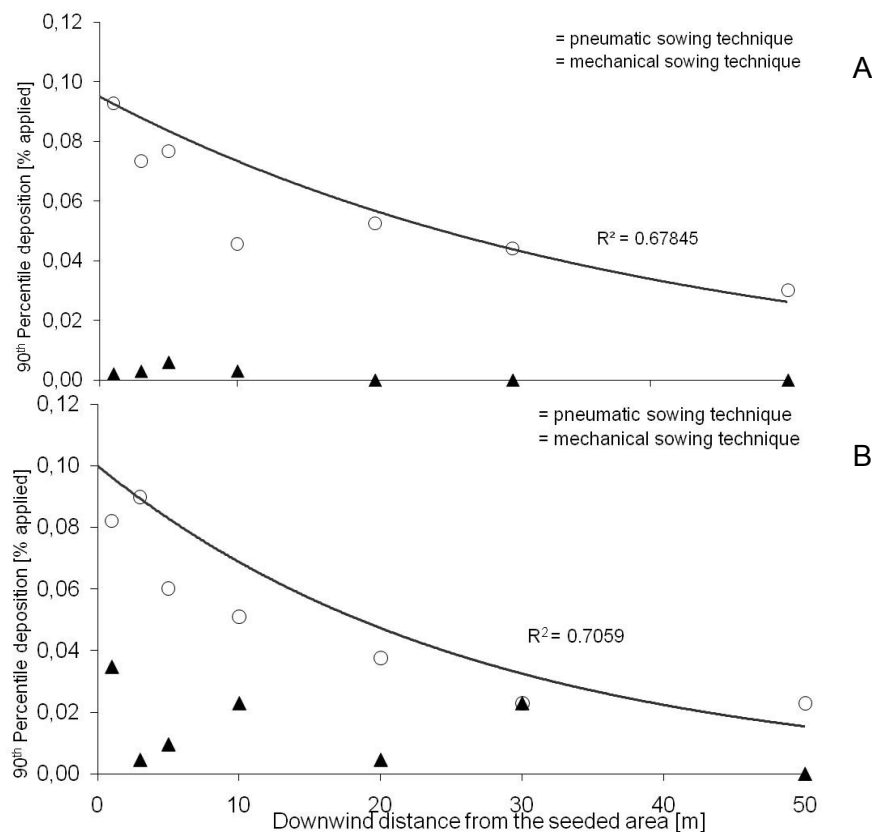 0,12
= pneumatic sowing technique
= mechanical sowing technique
A
0,10
0,08
0,06
0,04
0,02
0,00
90th Percentile deposition [% applied]
R² = 0.67845
0,12
= pneumatic sowing technique
= mechanical sowing technique
B
0,10
0,08
0,06
0,04
0,02
0,00
90th Percentile deposition [% applied]
R² = 0.7059
0 10 20 30 40 50
Downwind distance from the seeded area [m]